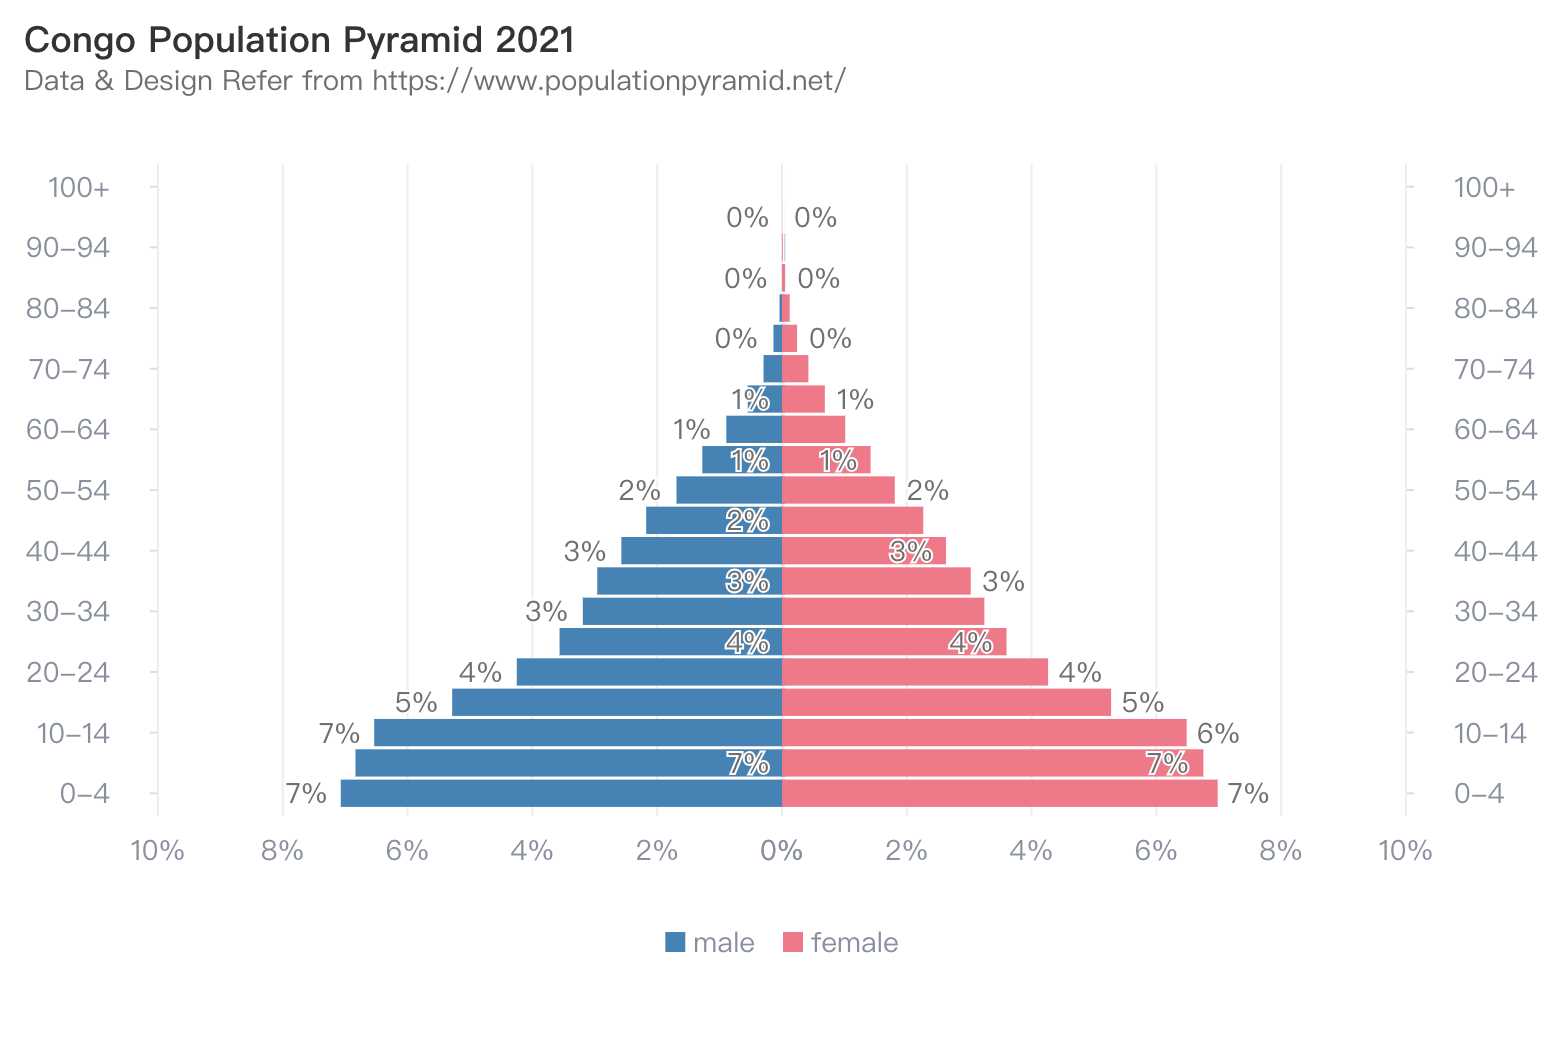 Congo Population Pyramid 2021
Data & Design Refer from https://www.populationpyramid.net/
100+ 100+
0% 0%
90–94 90–94
0% 0%
80–84 80–84
0% 0%
70–74 70–74
1% 1%
60–64 1% 60–64
1% 1%
50–54 2% 2% 50–54
2%
40–44 3% 3% 40–44
3% 3%
30–34 3% 30–34
4% 4%
20–24 4% 4% 20–24
5% 5%
10–14 7% 6% 10–14
7% 7%
0–4 7% 7% 0–4
10% 8% 6% 4% 2% 0% 2% 4% 6% 8% 10%
male female